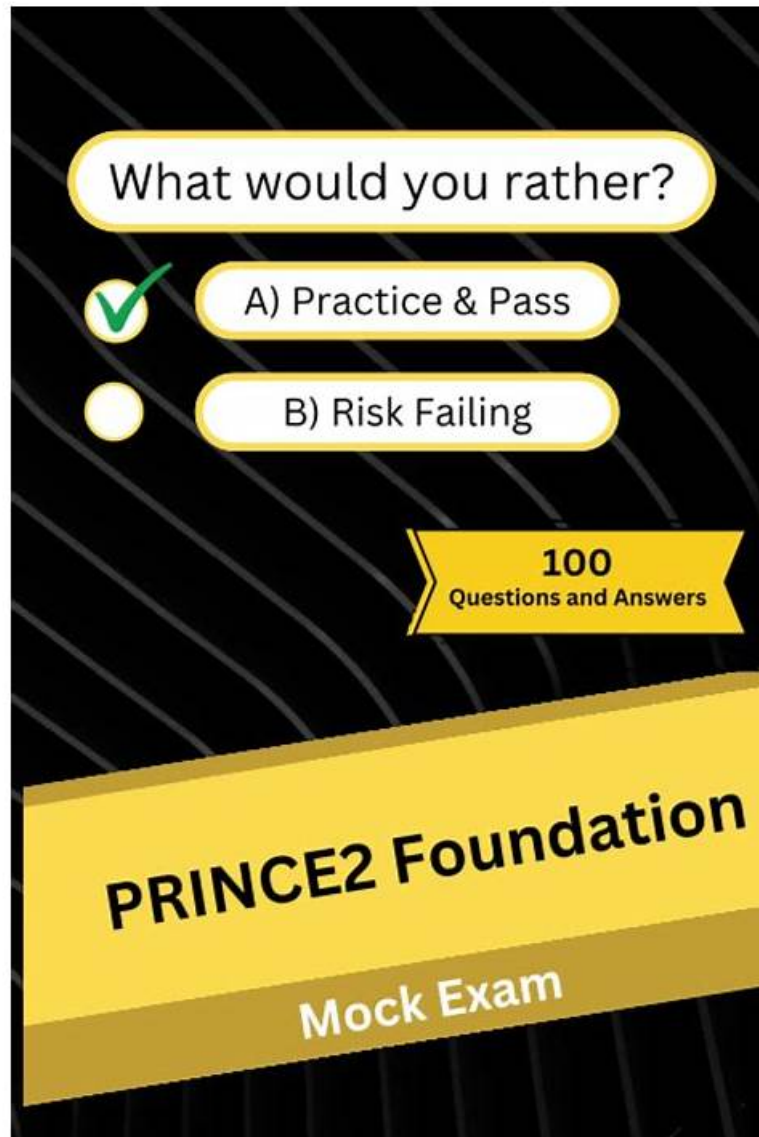 What would you rather?
A) Practice & Pass
B) Risk Failing
100
Questions and Answers
PRINCE2 Foundation
Mock Exam